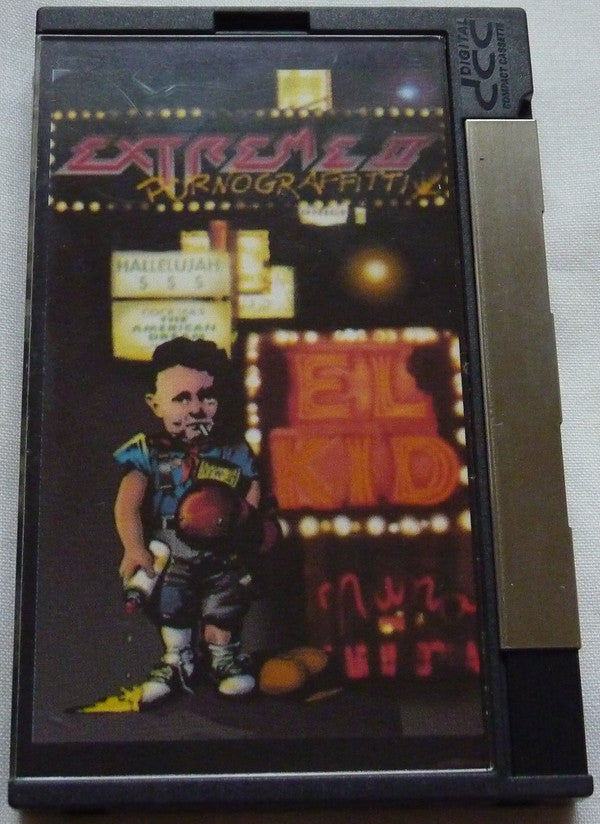 DIGITAL
dcc
COMPACT CASSETTE
EXTREME II
PORNOGRAFFITTI
HALLELUJAH
$ $ $
THE
AMERICAN
EL
KID